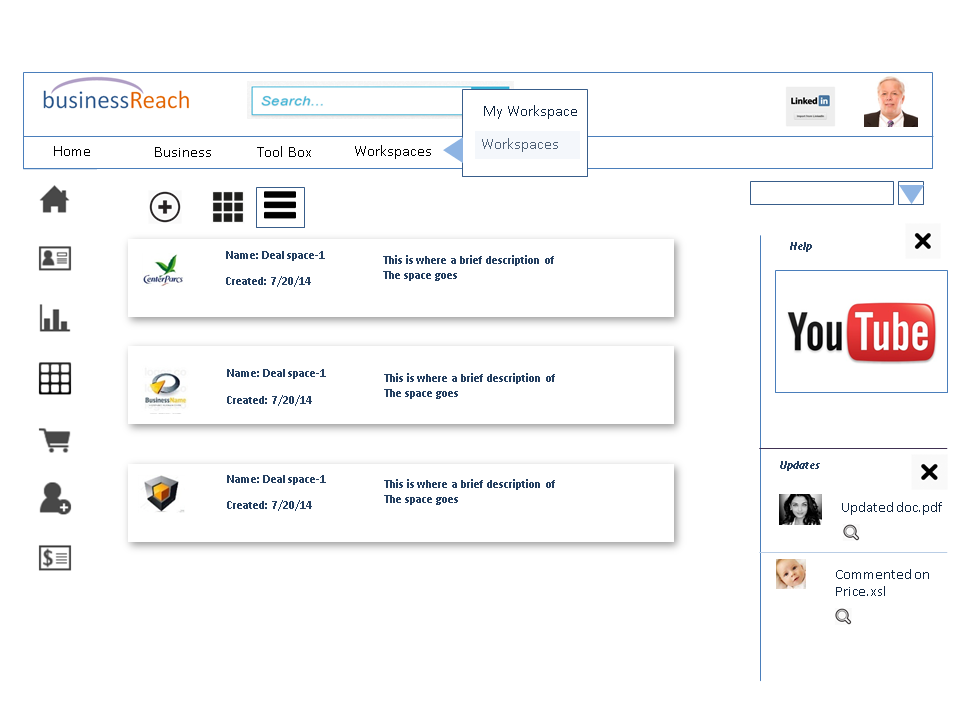 businessReach
Search...
Linked in
My Workspace
Workspaces
Home
Business
Tool Box
Workspaces
Help
Name: Deal space-1
Created: 7/20/14
This is where a brief description of
The space goes
CenterParcs
You Tube
Name: Deal space-1
Created: 7/20/14
This is where a brief description of
The space goes
BusinessName
Name: Deal space-1
Created: 7/20/14
This is where a brief description of
The space goes
Updates
Updated doc.pdf
Commented on
Price.xsl